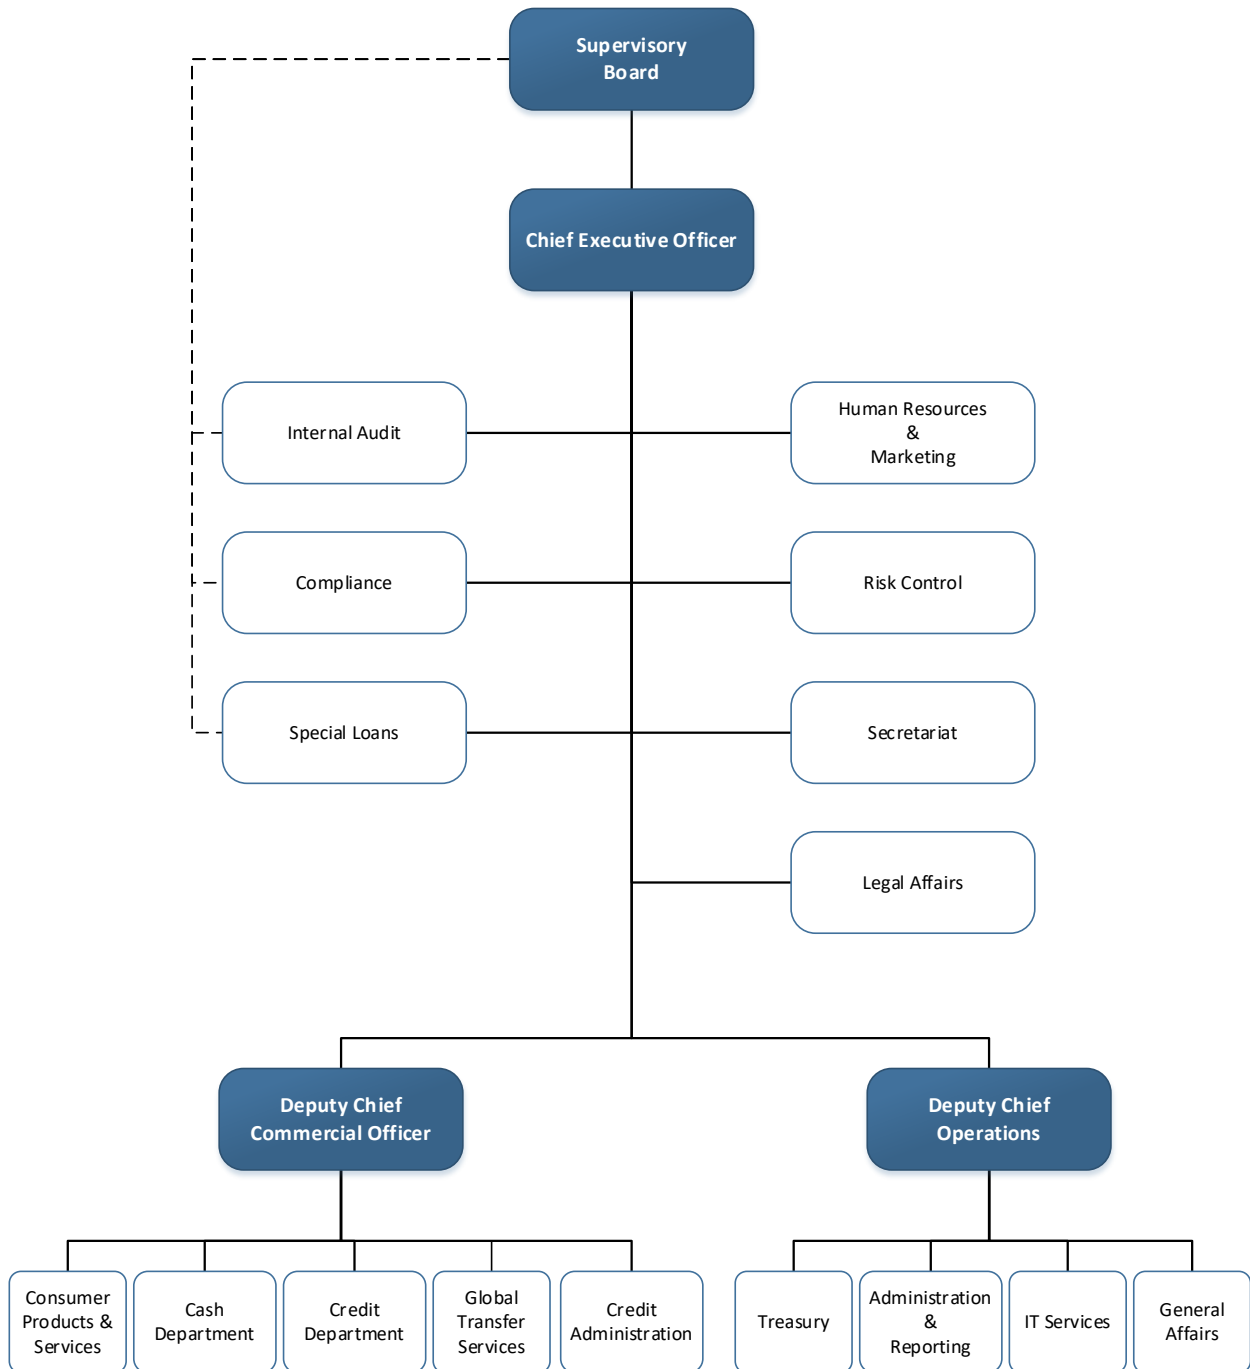 Supervisory
Board
Chief Executive Officer
Internal Audit
Human Resources
&
Marketing
Compliance
Risk Control
Special Loans
Secretariat
Legal Affairs
Deputy Chief
Commercial Officer
Deputy Chief
Operations
Consumer
Products &
Services
Cash
Department
Credit
Department
Global
Transfer
Services
Credit
Administration
Treasury
Administration
&
Reporting
IT Services
General
Affairs